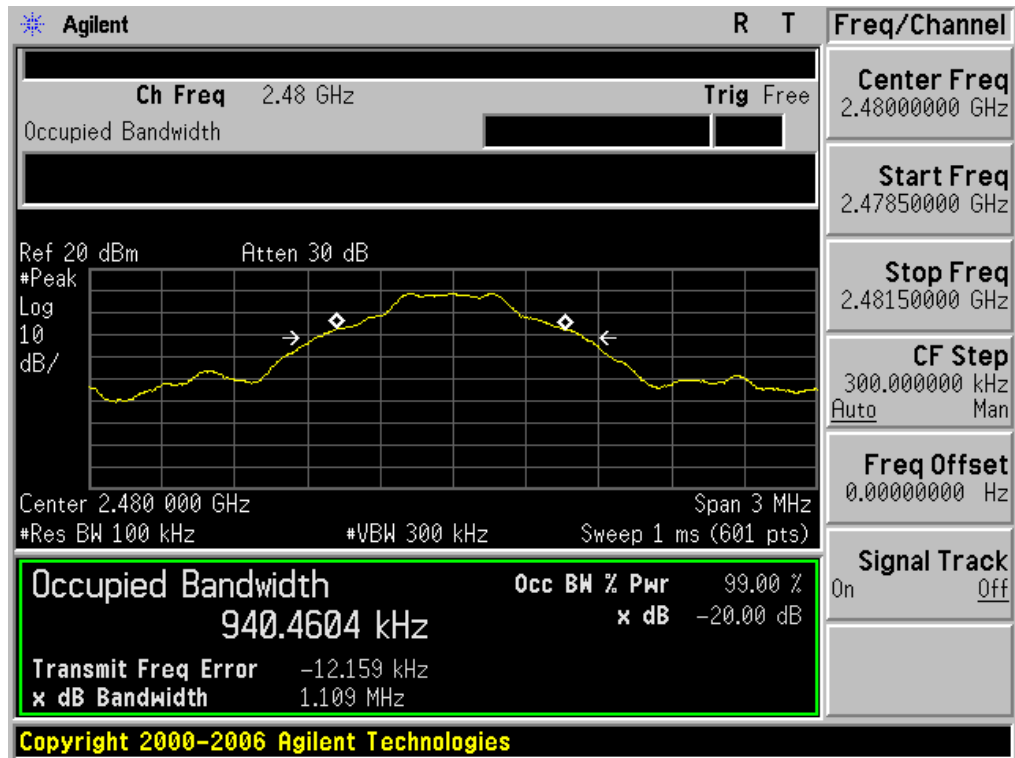 Agilent R T Freq/Channel
Ch Freq 2.48 GHz Trig Free
Occupied Bandwidth
Center Freq
2.48000000 GHz
Start Freq
2.47850000 GHz
Stop Freq
2.48150000 GHz
CF Step
300.000000 kHz
Auto Man
Freq Offset
0.00000000 Hz
Signal Track
On Off
Ref 20 dBm Atten 30 dB
#Peak
Log
10
dB/
Center 2.480 000 GHz Span 3 MHz
#Res BW 100 kHz #VBW 300 kHz Sweep 1 ms (601 pts)
Occupied Bandwidth
940.4604 kHz
Occ BW % Pwr 99.00 %
x dB -20.00 dB
Transmit Freq Error -12.159 kHz
x dB Bandwidth 1.109 MHz
Copyright 2000-2006 Agilent Technologies